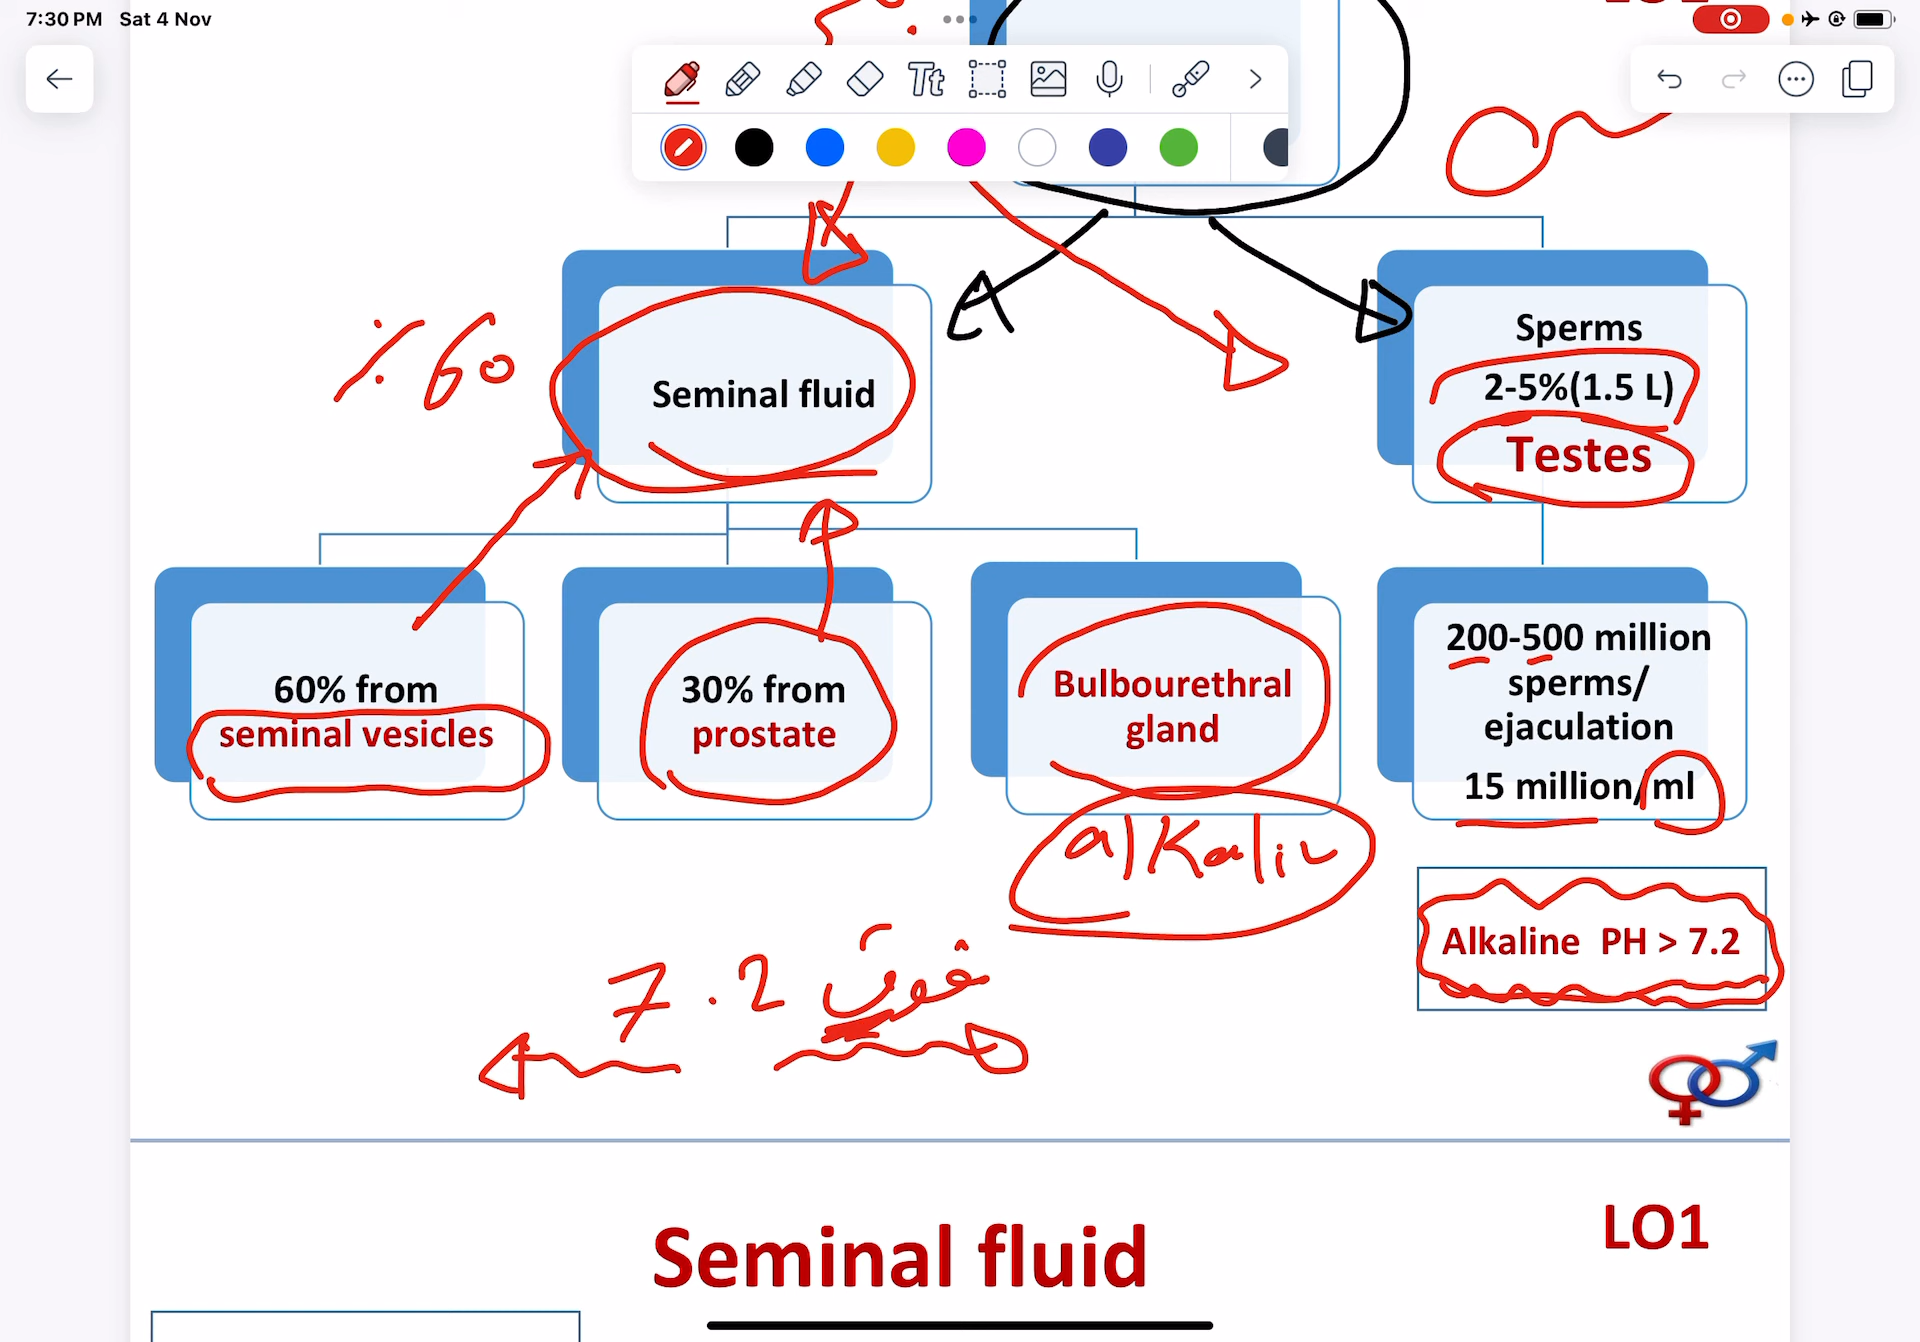 7:30 PM Sat 4 Nov
Tt
Seminal fluid
Sperms
2-5%(1.5 L)
Testes
٪60
60% from
seminal vesicles
30% from
prostate
Bulbourethral
gland
200-500 million
sperms/
ejaculation
15 million/ml
Alkaline PH > 7.2
7.2
LO1
Seminal fluid